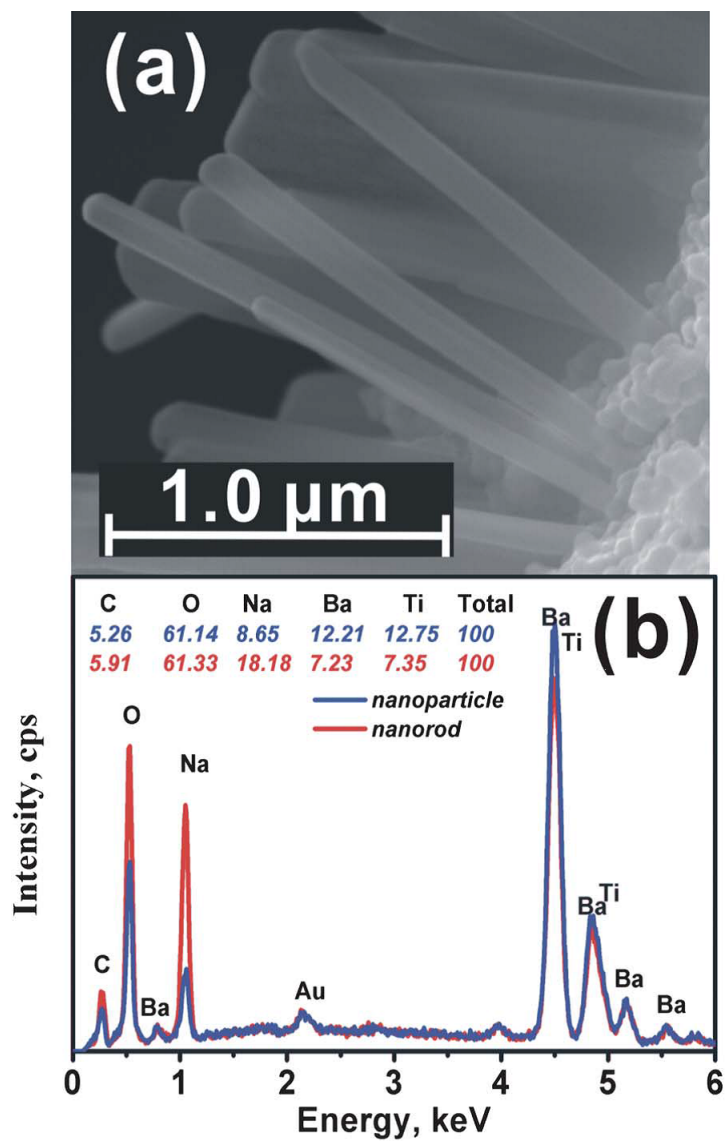 (a)
1.0 μm
C O Na Ba Ti Total
5.26 61.14 8.65 12.21 12.75 100
5.91 61.33 18.18 7.23 7.35 100
(b)
nanoparticle
nanorod
Ba
Ti
O
Na
Ba Ti
C
Ba
Au
Ba
Ba
Intensity, cps
0 1 2 3 4 5 6
Energy, keV